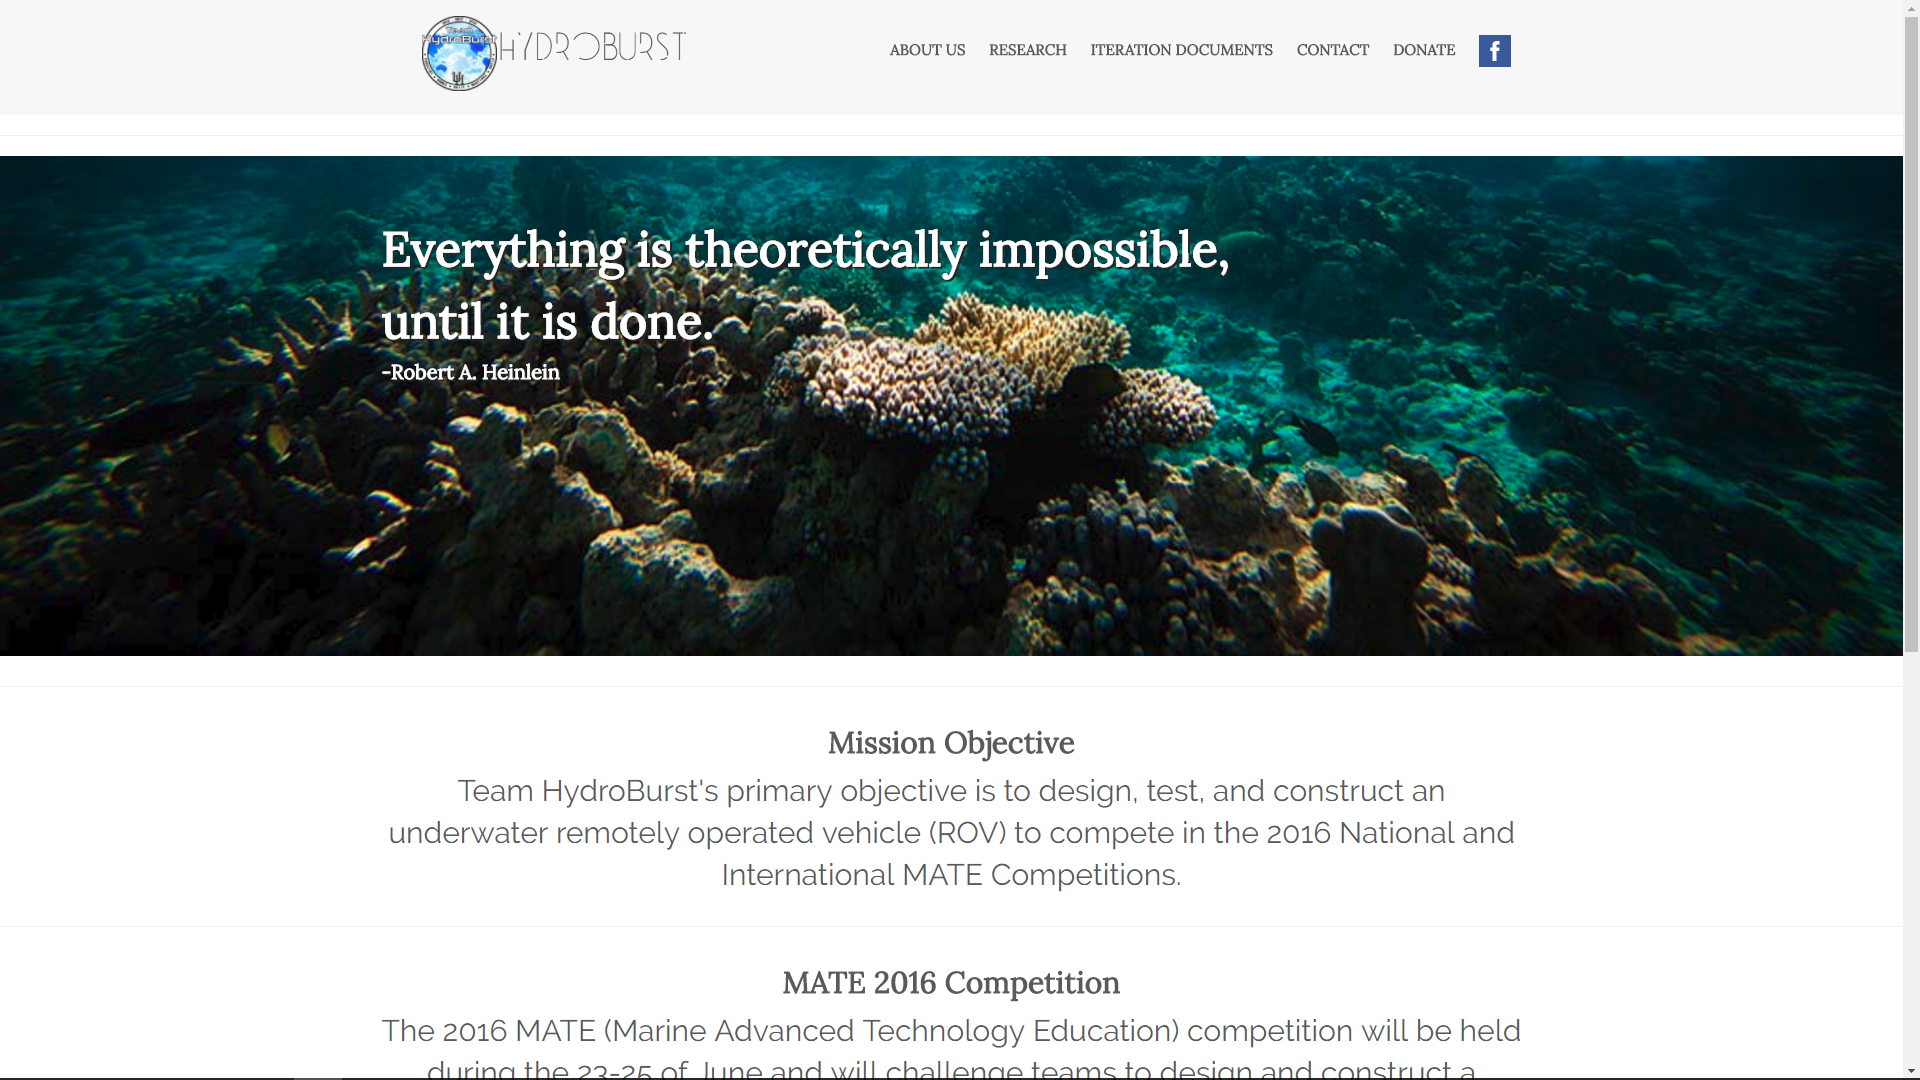 Team
HydroBurst
UH
HYDROBURST
ABOUT US RESEARCH ITERATION DOCUMENTS CONTACT DONATE f
Everything is theoretically impossible,
until it is done.
-Robert A. Heinlein
Mission Objective
Team HydroBurst's primary objective is to design, test, and construct an
underwater remotely operated vehicle (ROV) to compete in the 2016 National and
International MATE Competitions.
MATE 2016 Competition
The 2016 MATE (Marine Advanced Technology Education) competition will be held
during the 23-25 of June and will challenge teams to design and construct a